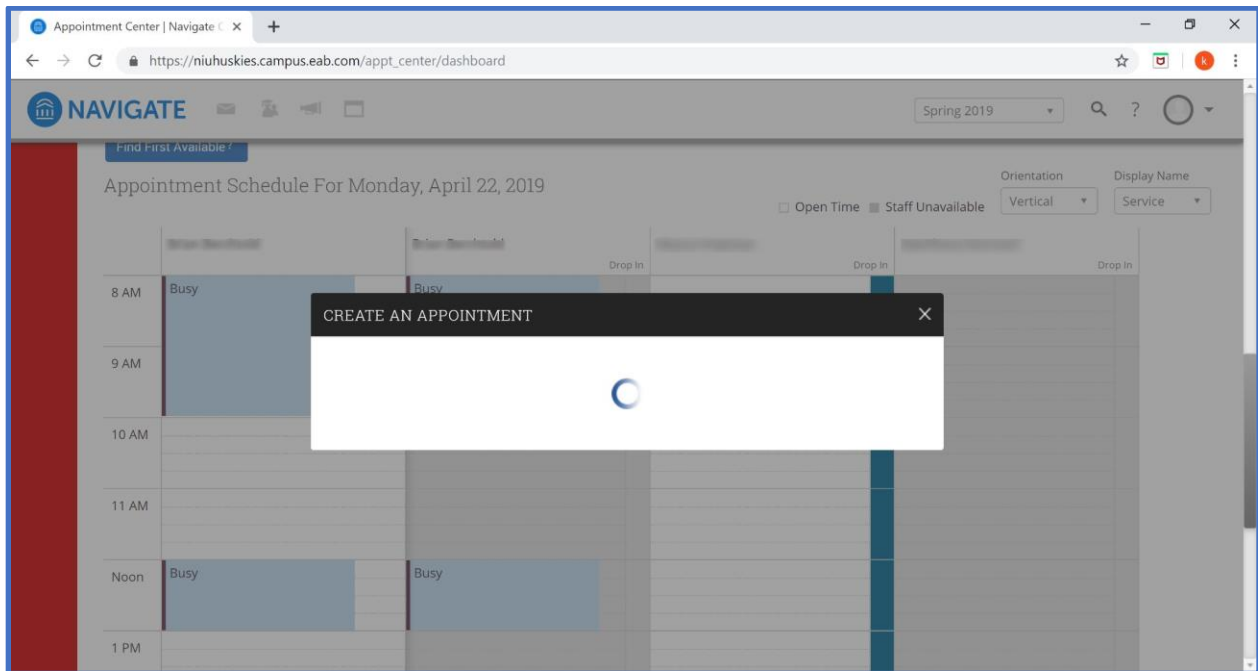 Appointment Center | Navigate
https://niuhuskies.campus.eab.com/appt_center/dashboard
k
NAVIGATE
Spring 2019
?
Find First Available?
Appointment Schedule For Monday, April 22, 2019
Orientation
Display Name
Open Time
Staff Unavailable
Vertical
Service
Drop In
Drop In
Drop In
8 AM
Busy
Busy
CREATE AN APPOINTMENT
9 AM
10 AM
11 AM
Noon
Busy
Busy
1 PM